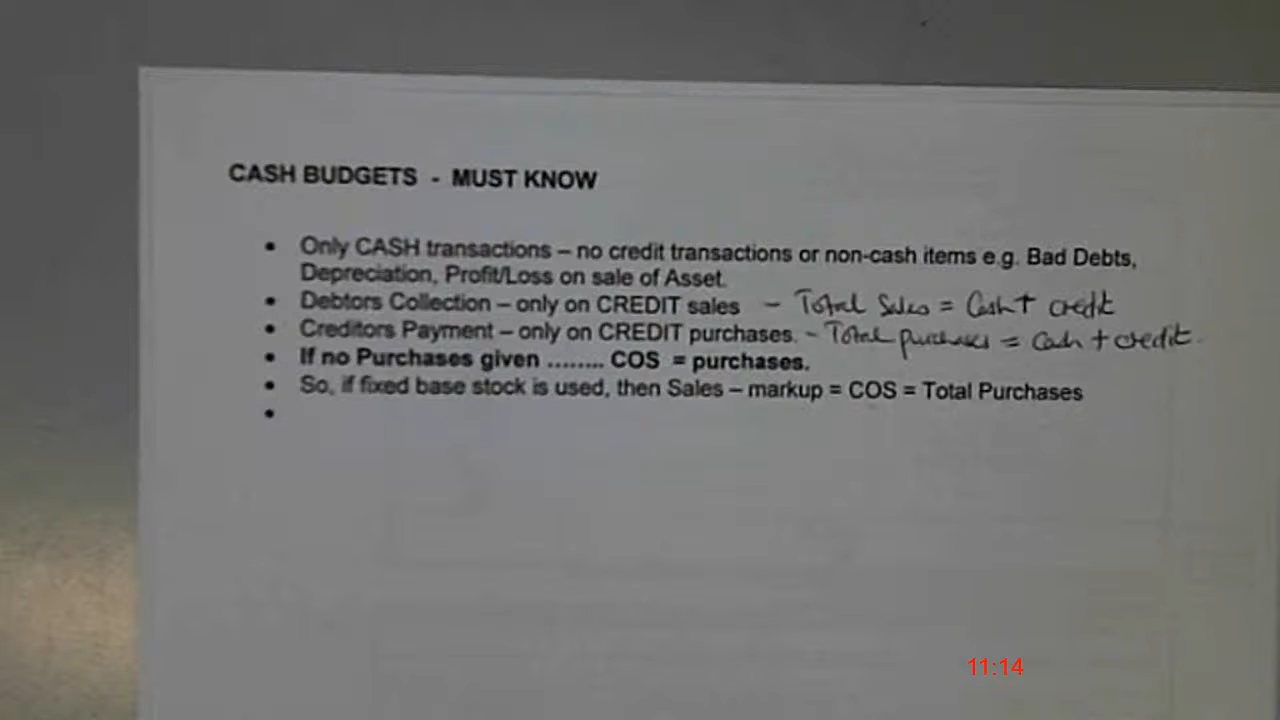 CASH BUDGETS - MUST KNOW
• Only CASH transactions – no credit transactions or non-cash items e.g. Bad Debts,
Depreciation, Profit/Loss on sale of Asset.
• Debtors Collection – only on CREDIT sales – Total Sales = Cash + credit
• Creditors Payment – only on CREDIT purchases. – Total purchases = Cash + credit.
• If no Purchases given ........ COS = purchases.
• So, if fixed base stock is used, then Sales – markup = COS = Total Purchases
•
11:14